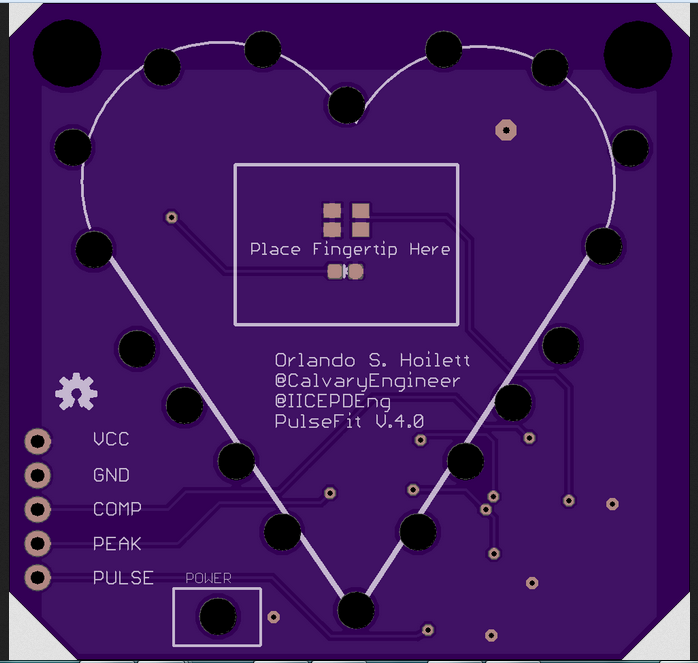 Place Fingertip Here
Orlando S. Hoilett
@CalvaryEngineer
@IICEPDEng
PulseFit V.4.0
VCC
GND
COMP
PEAK
PULSE
POWER